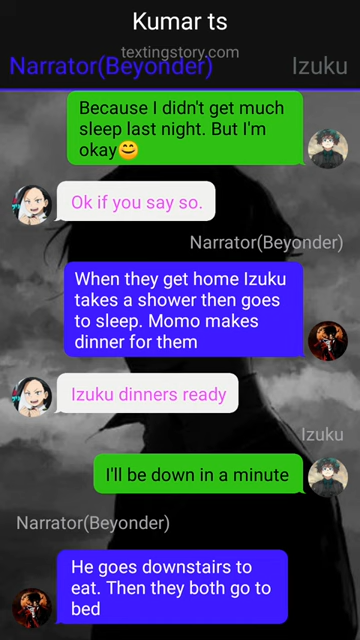 Kumar ts
textingstory.com
Narrator(Beyonder) Izuku
Because I didn't get much
sleep last night. But I'm
okay😊
Ok if you say so.
Narrator(Beyonder)
When they get home Izuku
takes a shower then goes
to sleep. Momo makes
dinner for them
Izuku dinners ready
Izuku
I'll be down in a minute
Narrator(Beyonder)
He goes downstairs to
eat. Then they both go to
bed